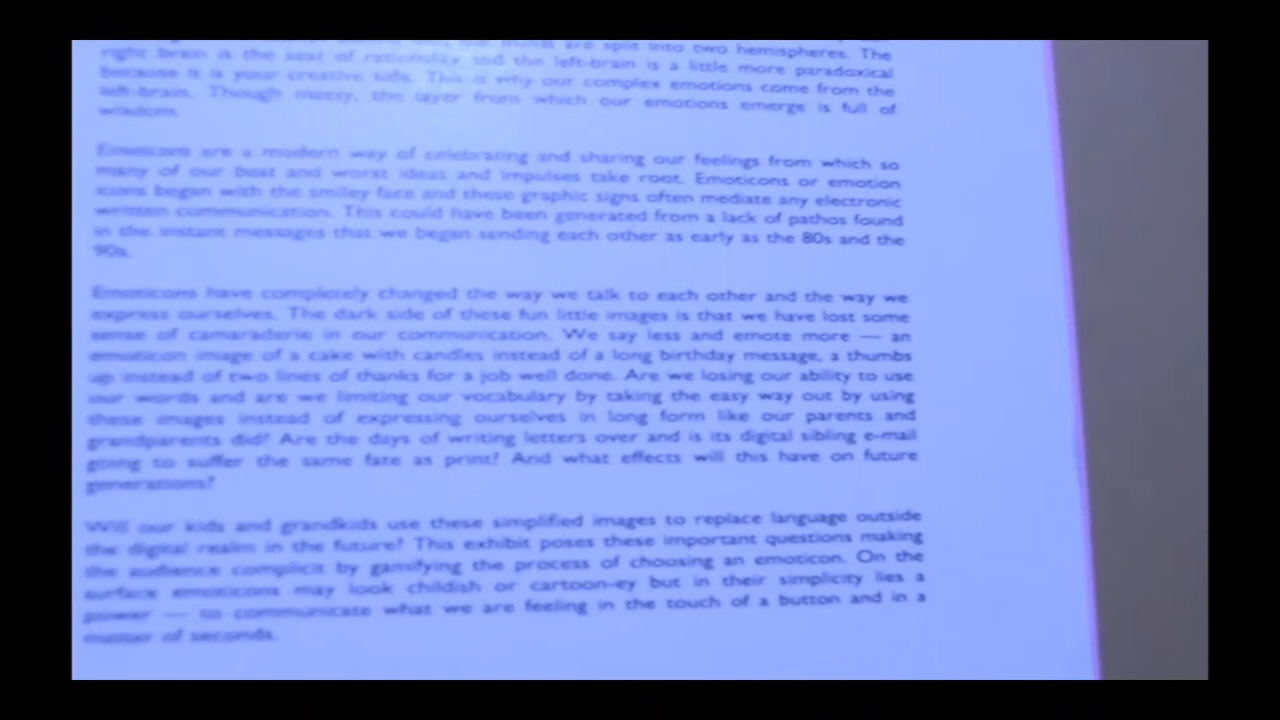 are split into two hemispheres. The
right brain is the seat of rationality and the left-brain is a little more paradoxical
because it is your creative side. This is why our complex emotions come from the
left-brain. Though messy, the layer from which our emotions emerge is full of
wisdom.
Emoticons are a modern way of celebrating and sharing our feelings from which so
many of our best and worst ideas and impulses take root. Emoticons or emotion
icons began with the smiley face and these graphic signs often mediate any electronic
written communication. This could have been generated from a lack of pathos found
in the instant messages that we began sending each other as early as the 80s and the
90s.
Emoticons have completely changed the way we talk to each other and the way we
express ourselves. The dark side of these fun little images is that we have lost some
sense of camaraderie in our communication. We say less and emote more — an
emoticon image of a cake with candles instead of a long birthday message, a thumbs
up instead of two lines of thanks for a job well done. Are we losing our ability to use
our words and are we limiting our vocabulary by taking the easy way out by using
these images instead of expressing ourselves in long form like our parents and
grandparents did? Are the days of writing letters over and is its digital sibling e-mail
going to suffer the same fate as print? And what effects will this have on future
generations?
Will our kids and grandkids use these simplified images to replace language outside
the digital realm in the future? This exhibit poses these important questions making
the audience complicit by gamifying the process of choosing an emoticon. On the
surface emoticons may look childish or cartoon-ey but in their simplicity lies a
power — to communicate what we are feeling in the touch of a button and in a
matter of seconds.